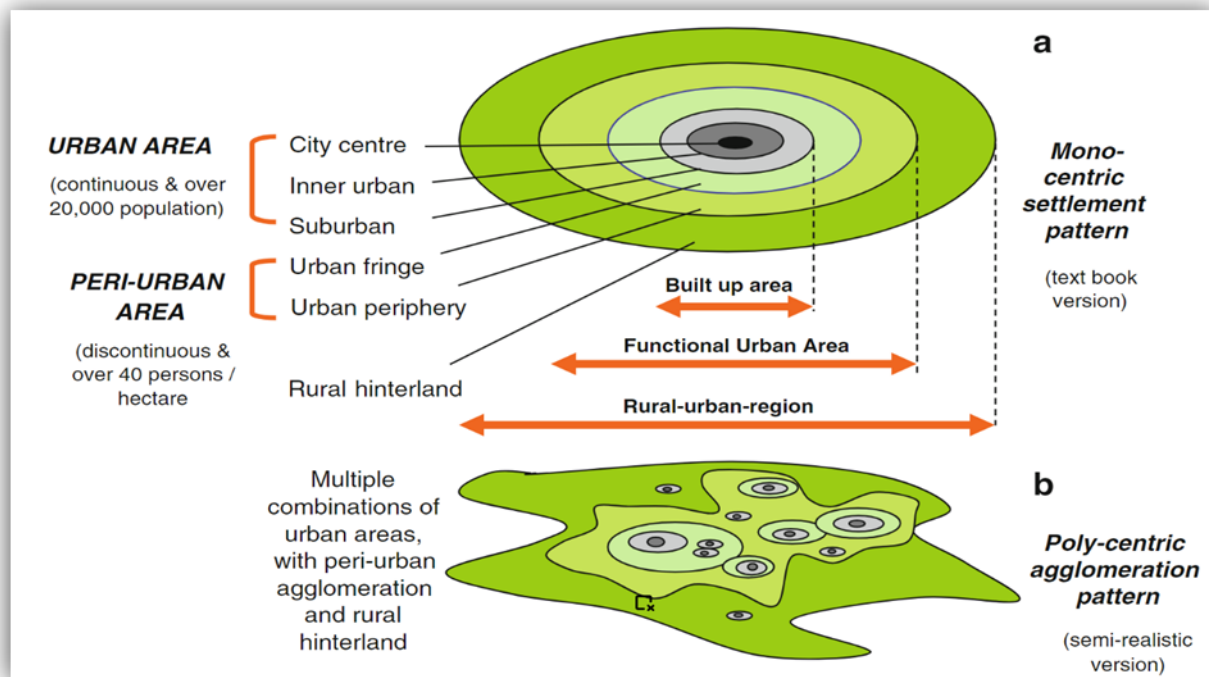 a
URBAN AREA
(continuous & over
20,000 population)
City centre
Inner urban
Suburban
PERI-URBAN
AREA
(discontinuous &
over 40 persons /
hectare
Urban fringe
Urban periphery
Rural hinterland
Built up area
Functional Urban Area
Rural-urban-region
Mono-
centric
settlement
pattern
(text book
version)
Multiple
combinations of
urban areas,
with peri-urban
agglomeration
and rural
hinterland
b
Poly-centric
agglomeration
pattern
(semi-realistic
version)